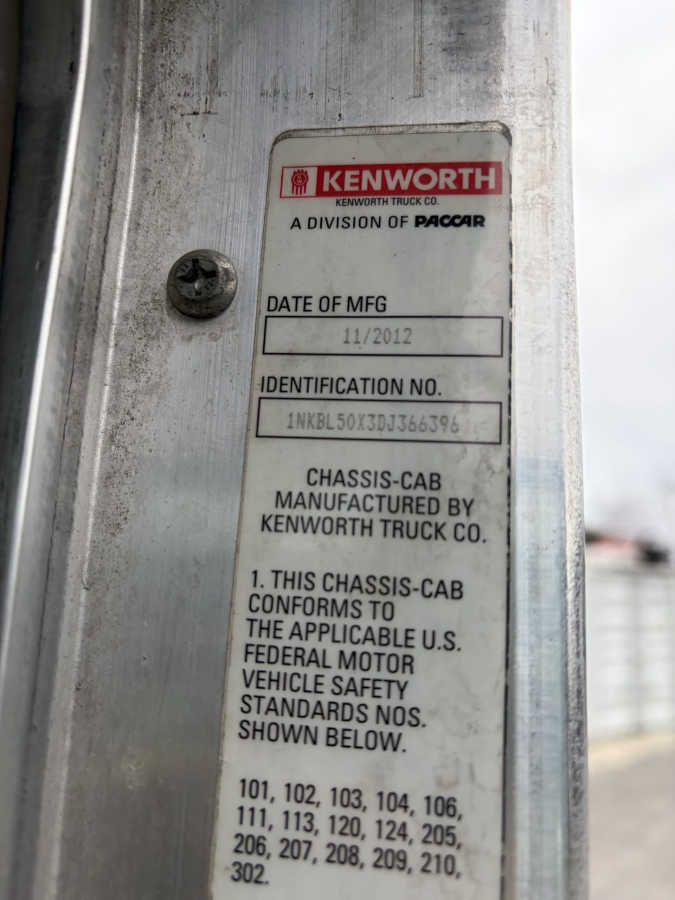 KENWORTH
KENWORTH TRUCK CO.
A DIVISION OF PACCAR
DATE OF MFG
11/2012
IDENTIFICATION NO.
1NKBL50X3DJ366396
CHASSIS-CAB
MANUFACTURED BY
KENWORTH TRUCK CO.
1. THIS CHASSIS-CAB
CONFORMS TO
THE APPLICABLE U.S.
FEDERAL MOTOR
VEHICLE SAFETY
STANDARDS NOS.
SHOWN BELOW.
101, 102, 103, 104, 106,
111, 113, 120, 124, 205,
206, 207, 208, 209, 210,
302.